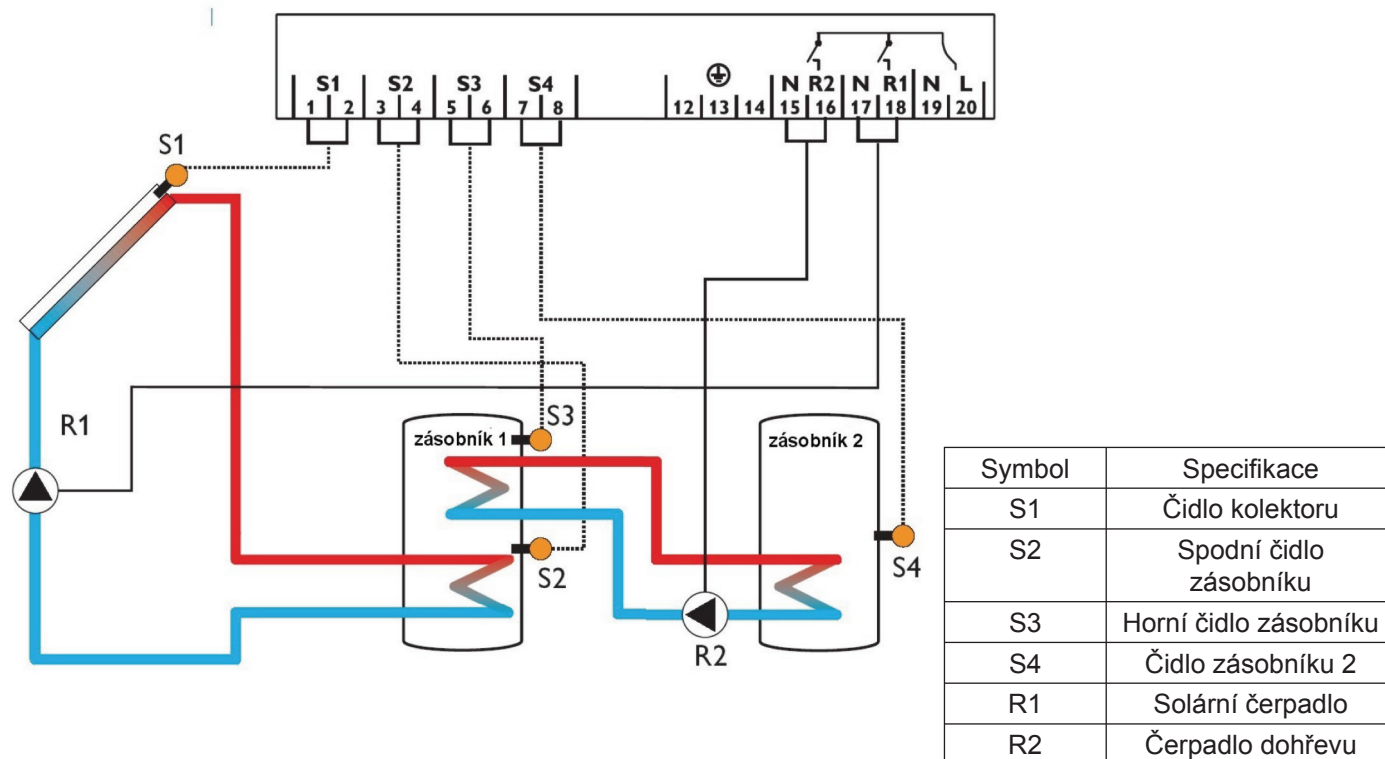 S1 S2 S3 S4 N R2 N R1 N L
1 2 3 4 5 6 7 8 12 13 14 15 16 17 18 19 20
S1
R1
zásobník 1
S3
zásobník 2
S2
S4
R2
Symbol Specifikace
S1 Čidlo kolektoru
S2 Spodní čidlo
zásobníku
S3 Horní čidlo zásobníku
S4 Čidlo zásobníku 2
R1 Solární čerpadlo
R2 Čerpadlo dohřevu